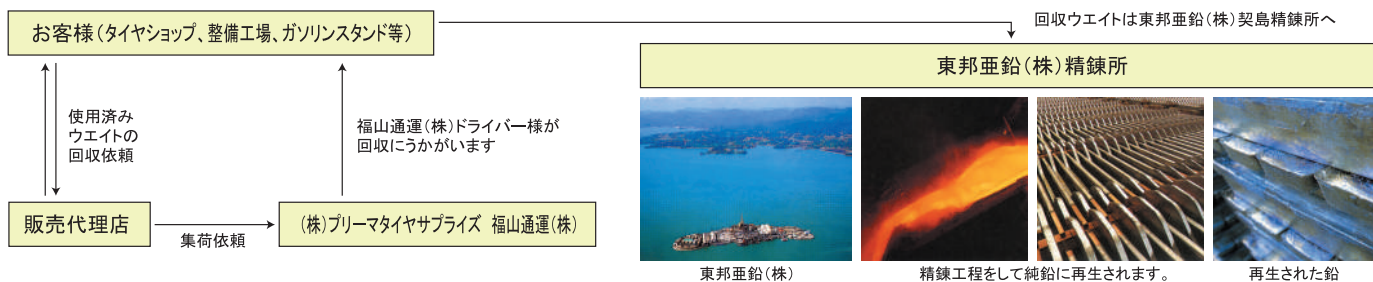 お客様（タイヤショップ、整備工場、ガソリンスタンド等）
回収ウエイトは東邦亜鉛（株）契島精錬所へ
東邦亜鉛（株）精錬所
使用済み
ウエイトの
回収依頼
福山通運（株）ドライバー様が
回収にうかがいます
販売代理店
集荷依頼
（株）プリーマタイヤサプライズ 福山通運（株）
東邦亜鉛（株）
精錬工程をして純鉛に再生されます。
再生された鉛